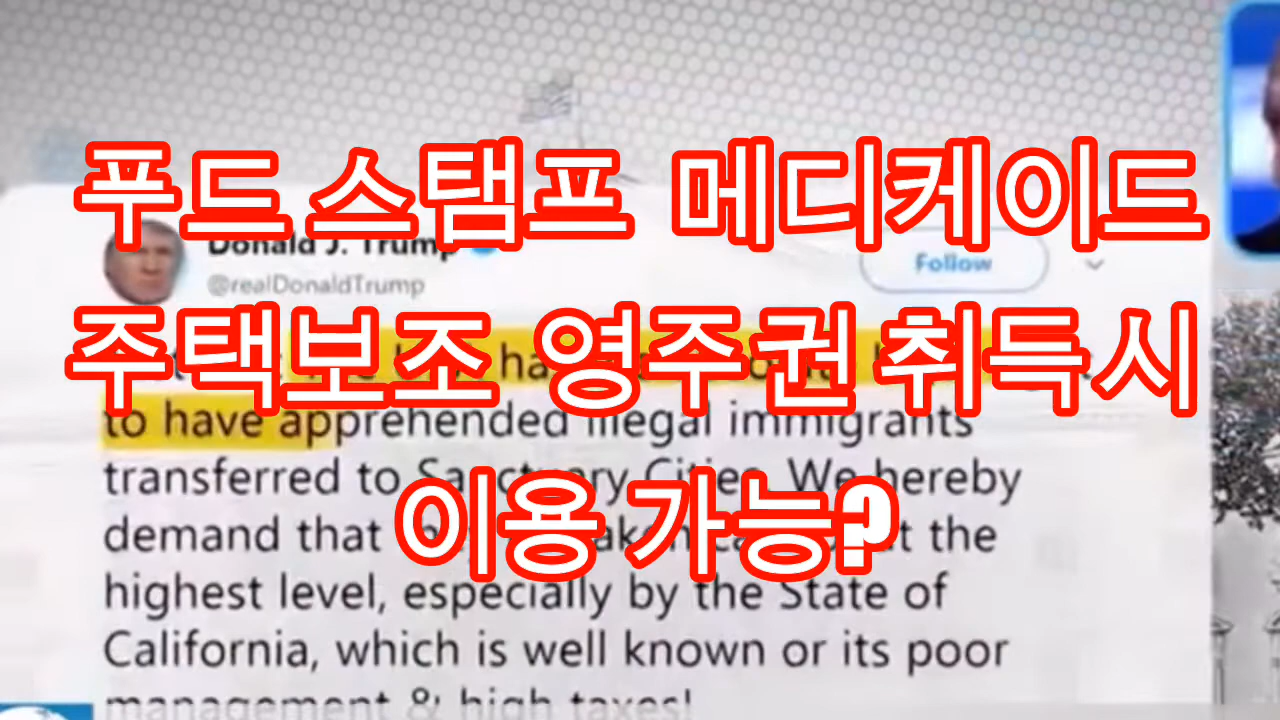 푸드 스탬프 메디케이드
Donald J. Trump
@realDonaldTrump
Follow
주택보조 영주권 취득 시
to have apprehended illegal immigrants
transferred to Sanctuary Cities. We hereby
이용 가능?
demand that the
highest level, especially by the State of
California, which is well known or its poor
management & high taxes!